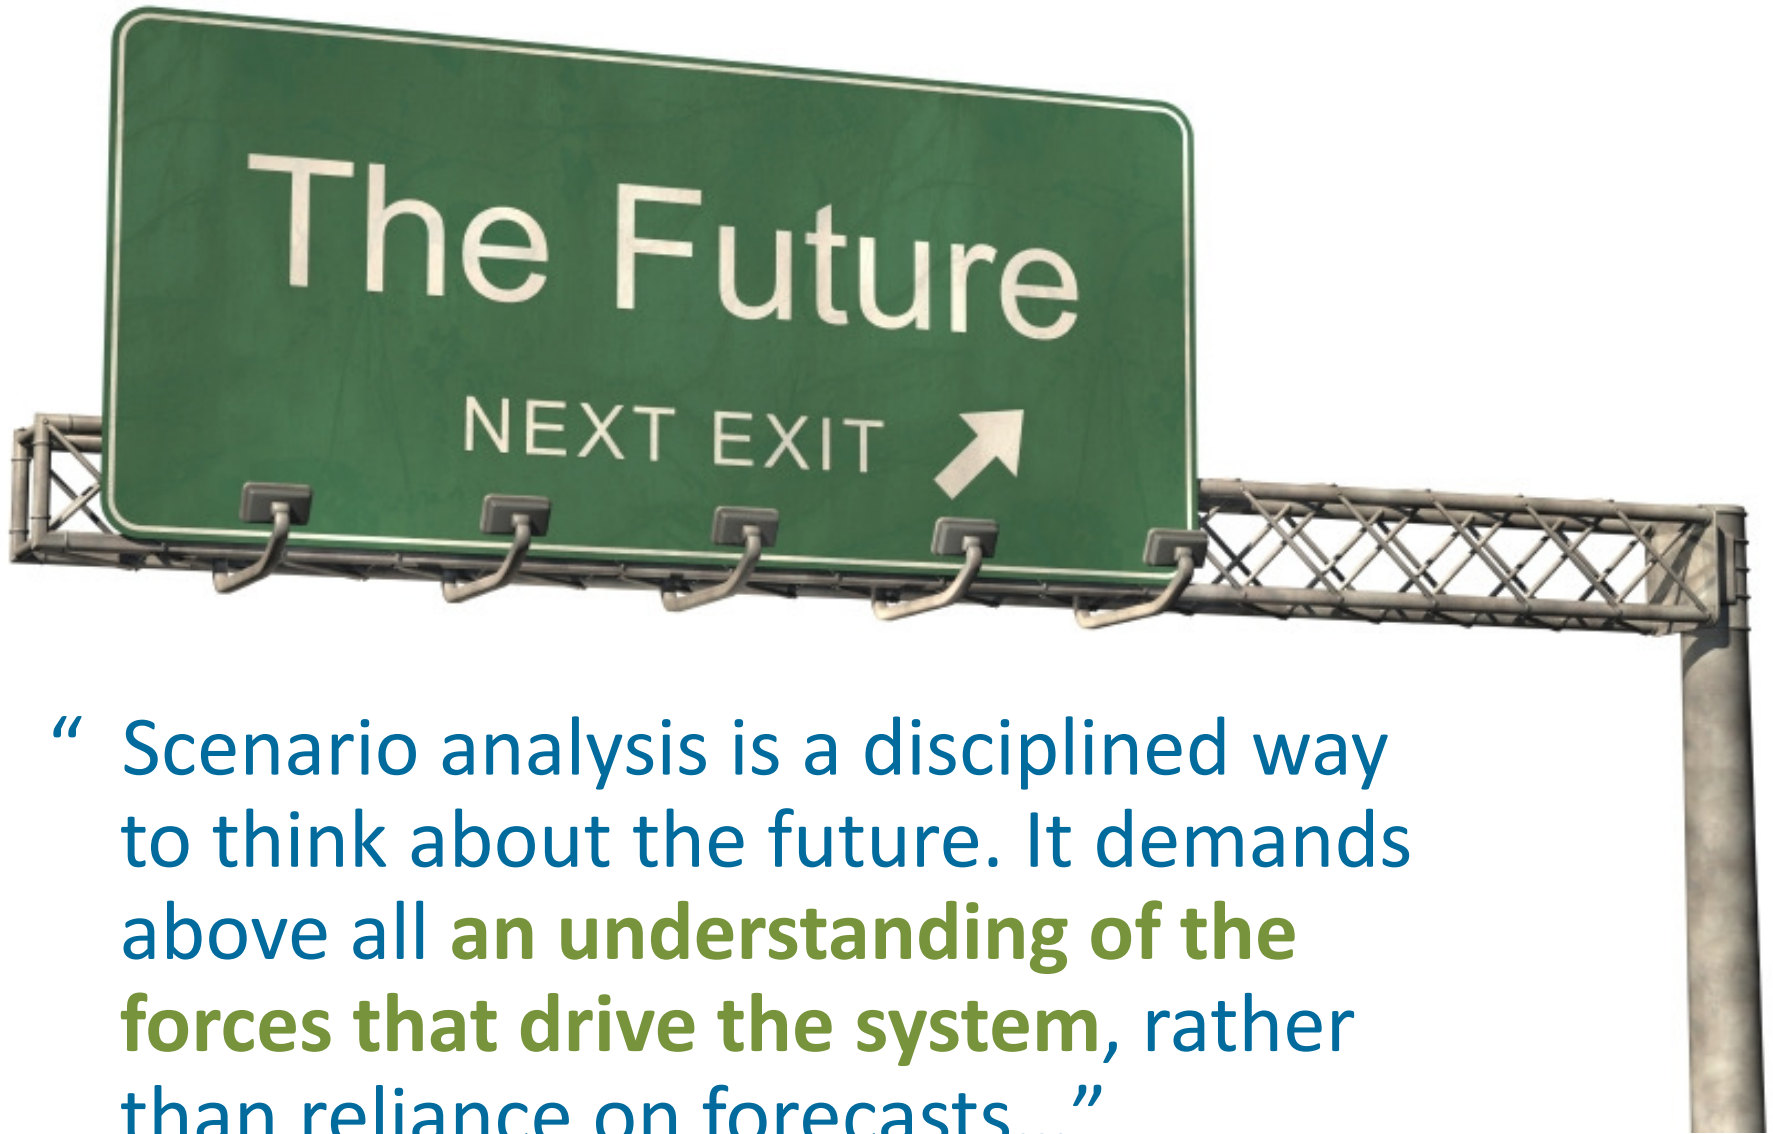 The Future
NEXT EXIT
“ Scenario analysis is a disciplined way
to think about the future. It demands
above all an understanding of the
forces that drive the system, rather
than reliance on forecasts…”